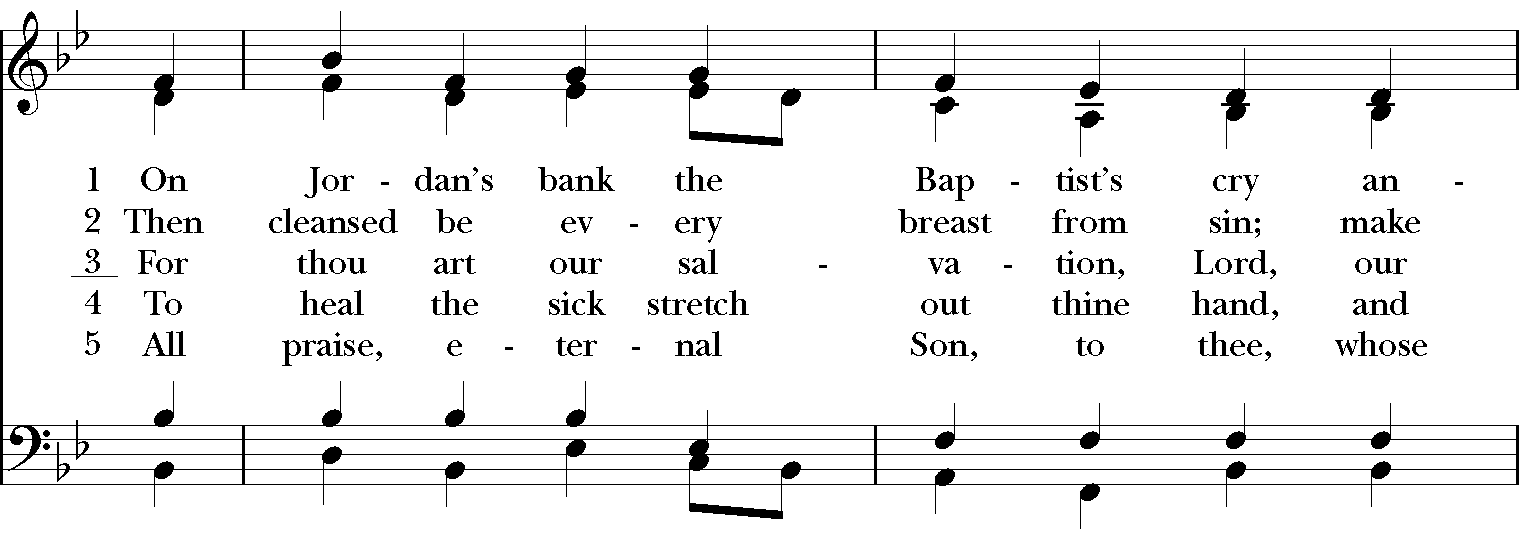 1 On Jor - dan’s bank the Bap - tist’s cry an -
2 Then cleansed be ev - ery breast from sin; make
3 For thou art our sal - va - tion, Lord, our
4 To heal the sick stretch out thine hand, and
5 All praise, e - ter - nal Son, to thee, whose